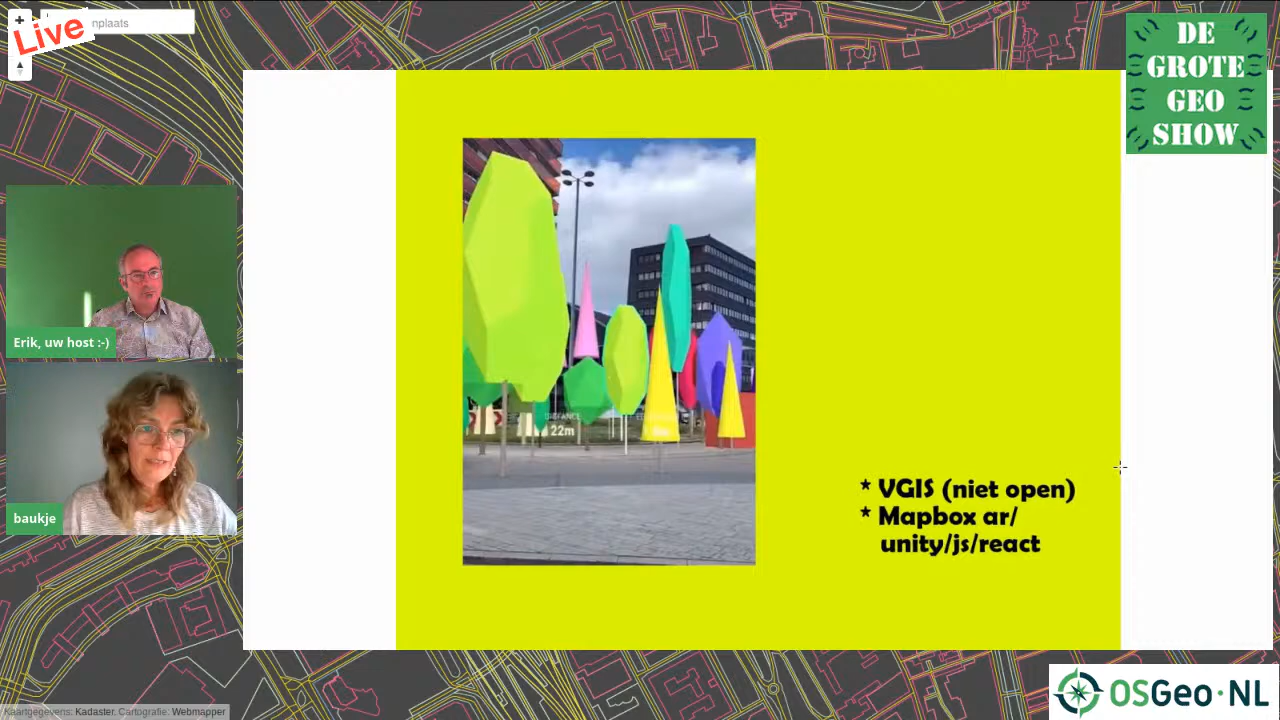 +
nplaats
Live
DE
GROTE
GEO
SHOW
Erik, uw host :-)
baukje
22m
* VGIS (niet open)
* Mapbox ar/
unity/js/react
Kaartgegevens: Kadaster, Cartografie: Webmapper
OSGeo·NL